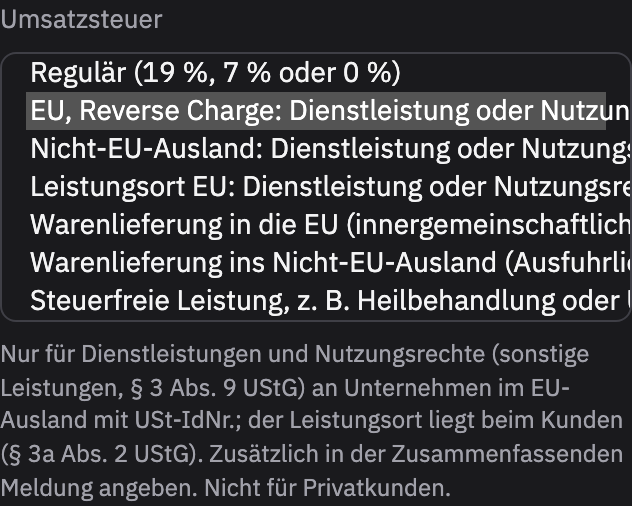 Umsatzsteuer
Regulär (19 %, 7 % oder 0 %)
EU, Reverse Charge: Dienstleistung oder Nutzun
Nicht-EU-Ausland: Dienstleistung oder Nutzungs
Leistungsort EU: Dienstleistung oder Nutzungsre
Warenlieferung in die EU (innergemeinschaftlich
Warenlieferung ins Nicht-EU-Ausland (Ausfuhrlie
Steuerfreie Leistung, z. B. Heilbehandlung oder
Nur für Dienstleistungen und Nutzungsrechte (sonstige
Leistungen, § 3 Abs. 9 UStG) an Unternehmen im EU-
Ausland mit USt-IdNr.; der Leistungsort liegt beim Kunden
(§ 3a Abs. 2 UStG). Zusätzlich in der Zusammenfassenden
Meldung angeben. Nicht für Privatkunden.